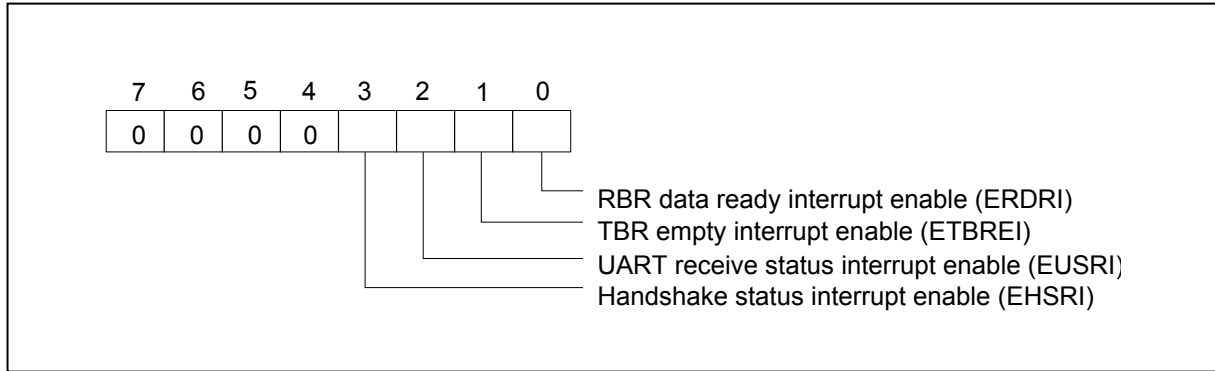 7 6 5 4 3 2 1 0
0 0 0 0
RBR data ready interrupt enable (ERDRI)
TBR empty interrupt enable (ETBREI)
UART receive status interrupt enable (EUSRI)
Handshake status interrupt enable (EHSRI)